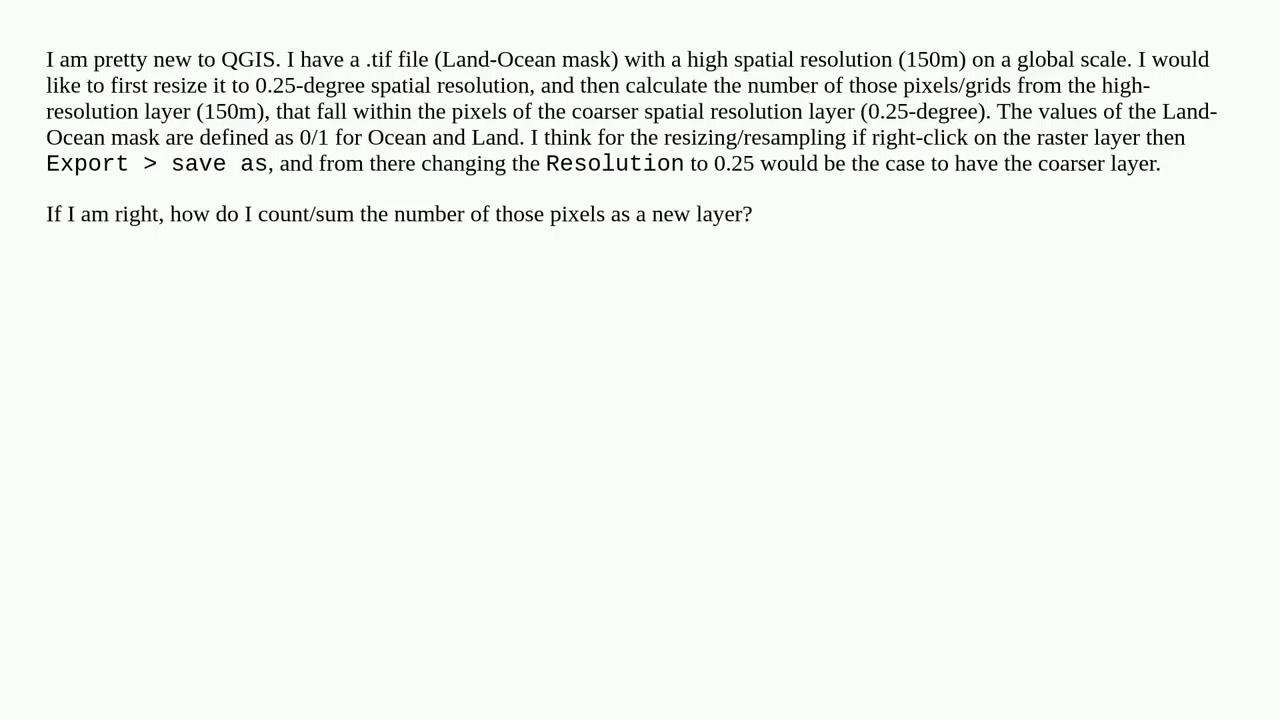 I am pretty new to QGIS. I have a .tif file (Land-Ocean mask) with a high spatial resolution (150m) on a global scale. I would
like to first resize it to 0.25-degree spatial resolution, and then calculate the number of those pixels/grids from the high-
resolution layer (150m), that fall within the pixels of the coarser spatial resolution layer (0.25-degree). The values of the Land-
Ocean mask are defined as 0/1 for Ocean and Land. I think for the resizing/resampling if right-click on the raster layer then
Export > save as, and from there changing the Resolution to 0.25 would be the case to have the coarser layer.
If I am right, how do I count/sum the number of those pixels as a new layer?